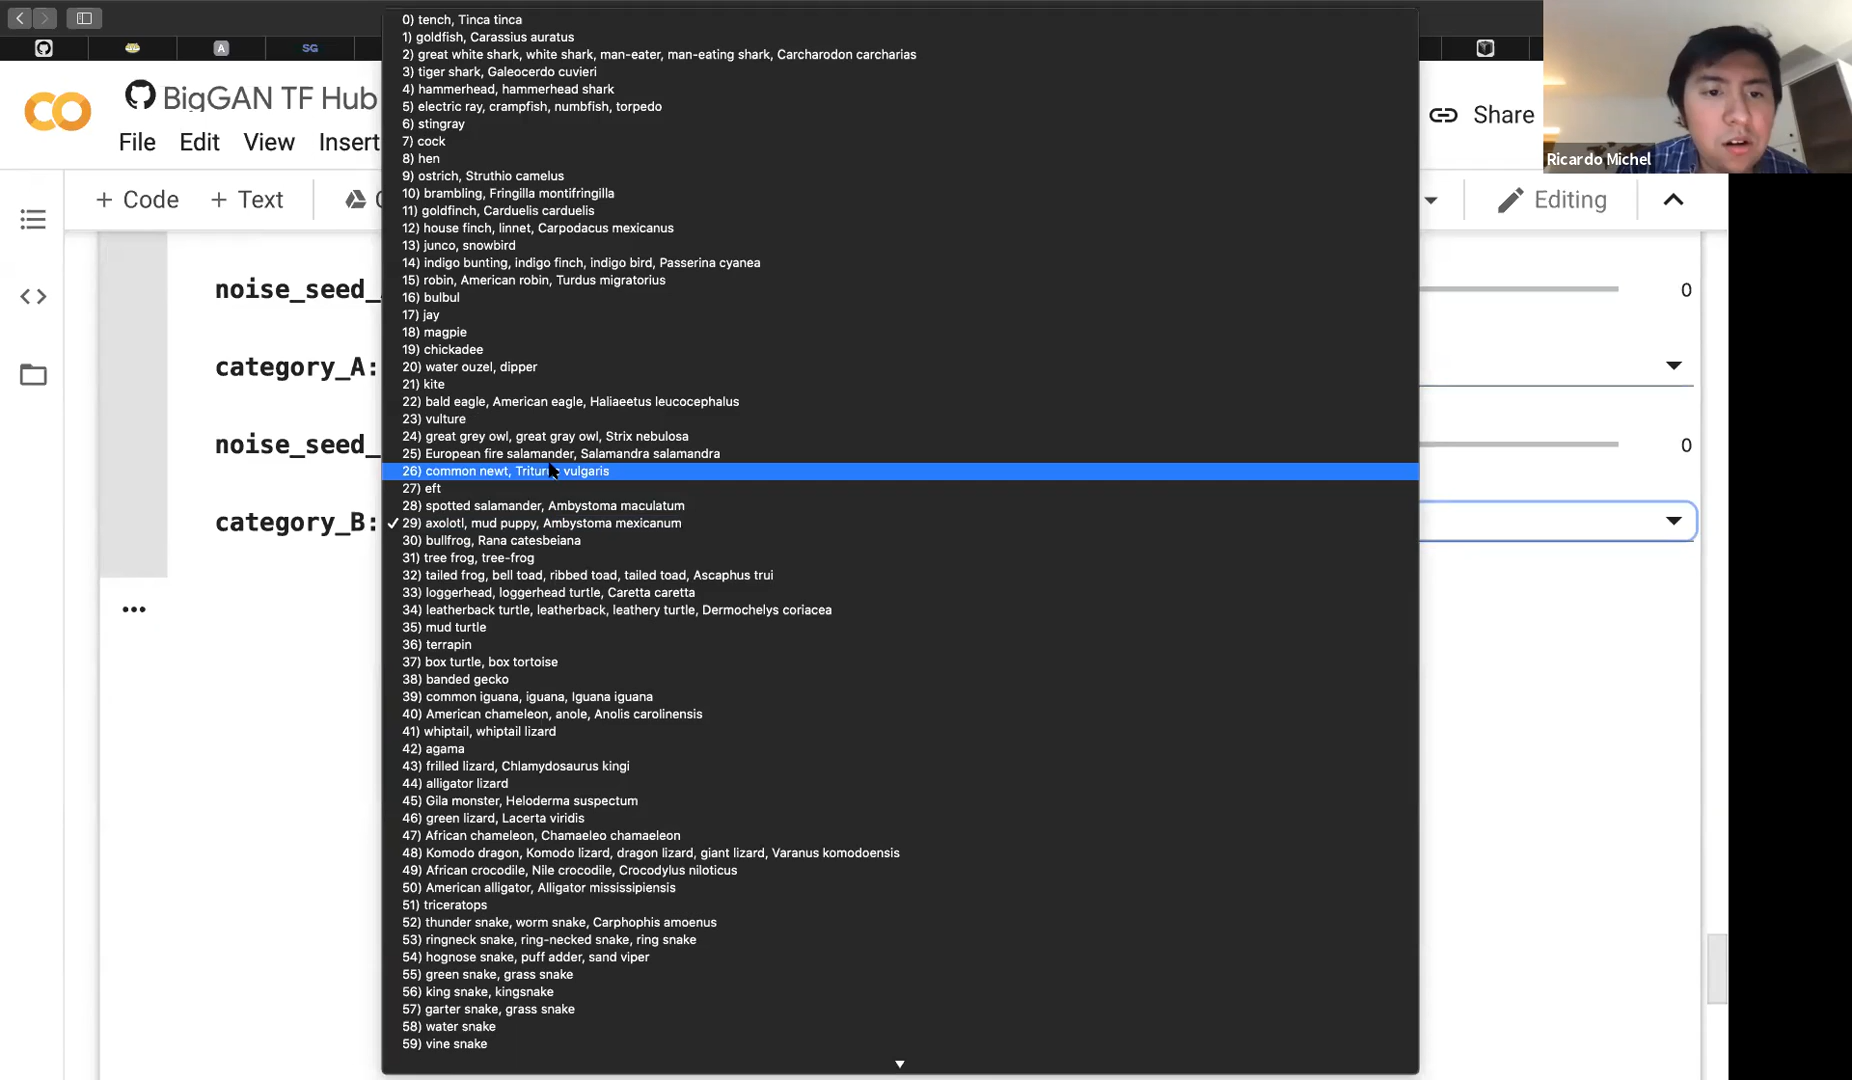 0) tench, Tinca tinca
1) goldfish, Carassius auratus
2) great white shark, white shark, man-eater, man-eating shark, Carcharodon carcharias
3) tiger shark, Galeocerdo cuvieri
4) hammerhead, hammerhead shark
5) electric ray, crampfish, numbfish, torpedo
6) stingray
7) cock
8) hen
9) ostrich, Struthio camelus
10) brambling, Fringilla montifringilla
11) goldfinch, Carduelis carduelis
12) house finch, linnet, Carpodacus mexicanus
13) junco, snowbird
14) indigo bunting, indigo finch, indigo bird, Passerina cyanea
15) robin, American robin, Turdus migratorius
16) bulbul
17) jay
18) magpie
19) chickadee
20) water ouzel, dipper
21) kite
22) bald eagle, American eagle, Haliaeetus leucocephalus
23) vulture
24) great grey owl, great gray owl, Strix nebulosa
25) European fire salamander, Salamandra salamandra
26) common newt, Triturus vulgaris
27) eft
28) spotted salamander, Ambystoma maculatum
✓ 29) axolotl, mud puppy, Ambystoma mexicanum
30) bullfrog, Rana catesbeiana
31) tree frog, tree-frog
32) tailed frog, bell toad, ribbed toad, tailed toad, Ascaphus trui
33) loggerhead, loggerhead turtle, Caretta caretta
34) leatherback turtle, leatherback, leathery turtle, Dermochelys coriacea
35) mud turtle
36) terrapin
37) box turtle, box tortoise
38) banded gecko
39) common iguana, iguana, Iguana iguana
40) American chameleon, anole, Anolis carolinensis
41) whiptail, whiptail lizard
42) agama
43) frilled lizard, Chlamydosaurus kingi
44) alligator lizard
45) Gila monster, Heloderma suspectum
46) green lizard, Lacerta viridis
47) African chameleon, Chamaeleo chamaeleon
48) Komodo dragon, Komodo lizard, dragon lizard, giant lizard, Varanus komodoensis
49) African crocodile, Nile crocodile, Crocodylus niloticus
50) American alligator, Alligator mississipiensis
51) triceratops
52) thunder snake, worm snake, Carphophis amoenus
53) ringneck snake, ring-necked snake, ring snake
54) hognose snake, puff adder, sand viper
55) green snake, grass snake
56) king snake, kingsnake
57) garter snake, grass snake
58) water snake
59) vine snake
A
SG
BigGAN TF Hub
File Edit View Insert
Share
Ricardo Michel
+ Code + Text
Editing
noise_seed_
0
category_A:
noise_seed_
0
category_B: